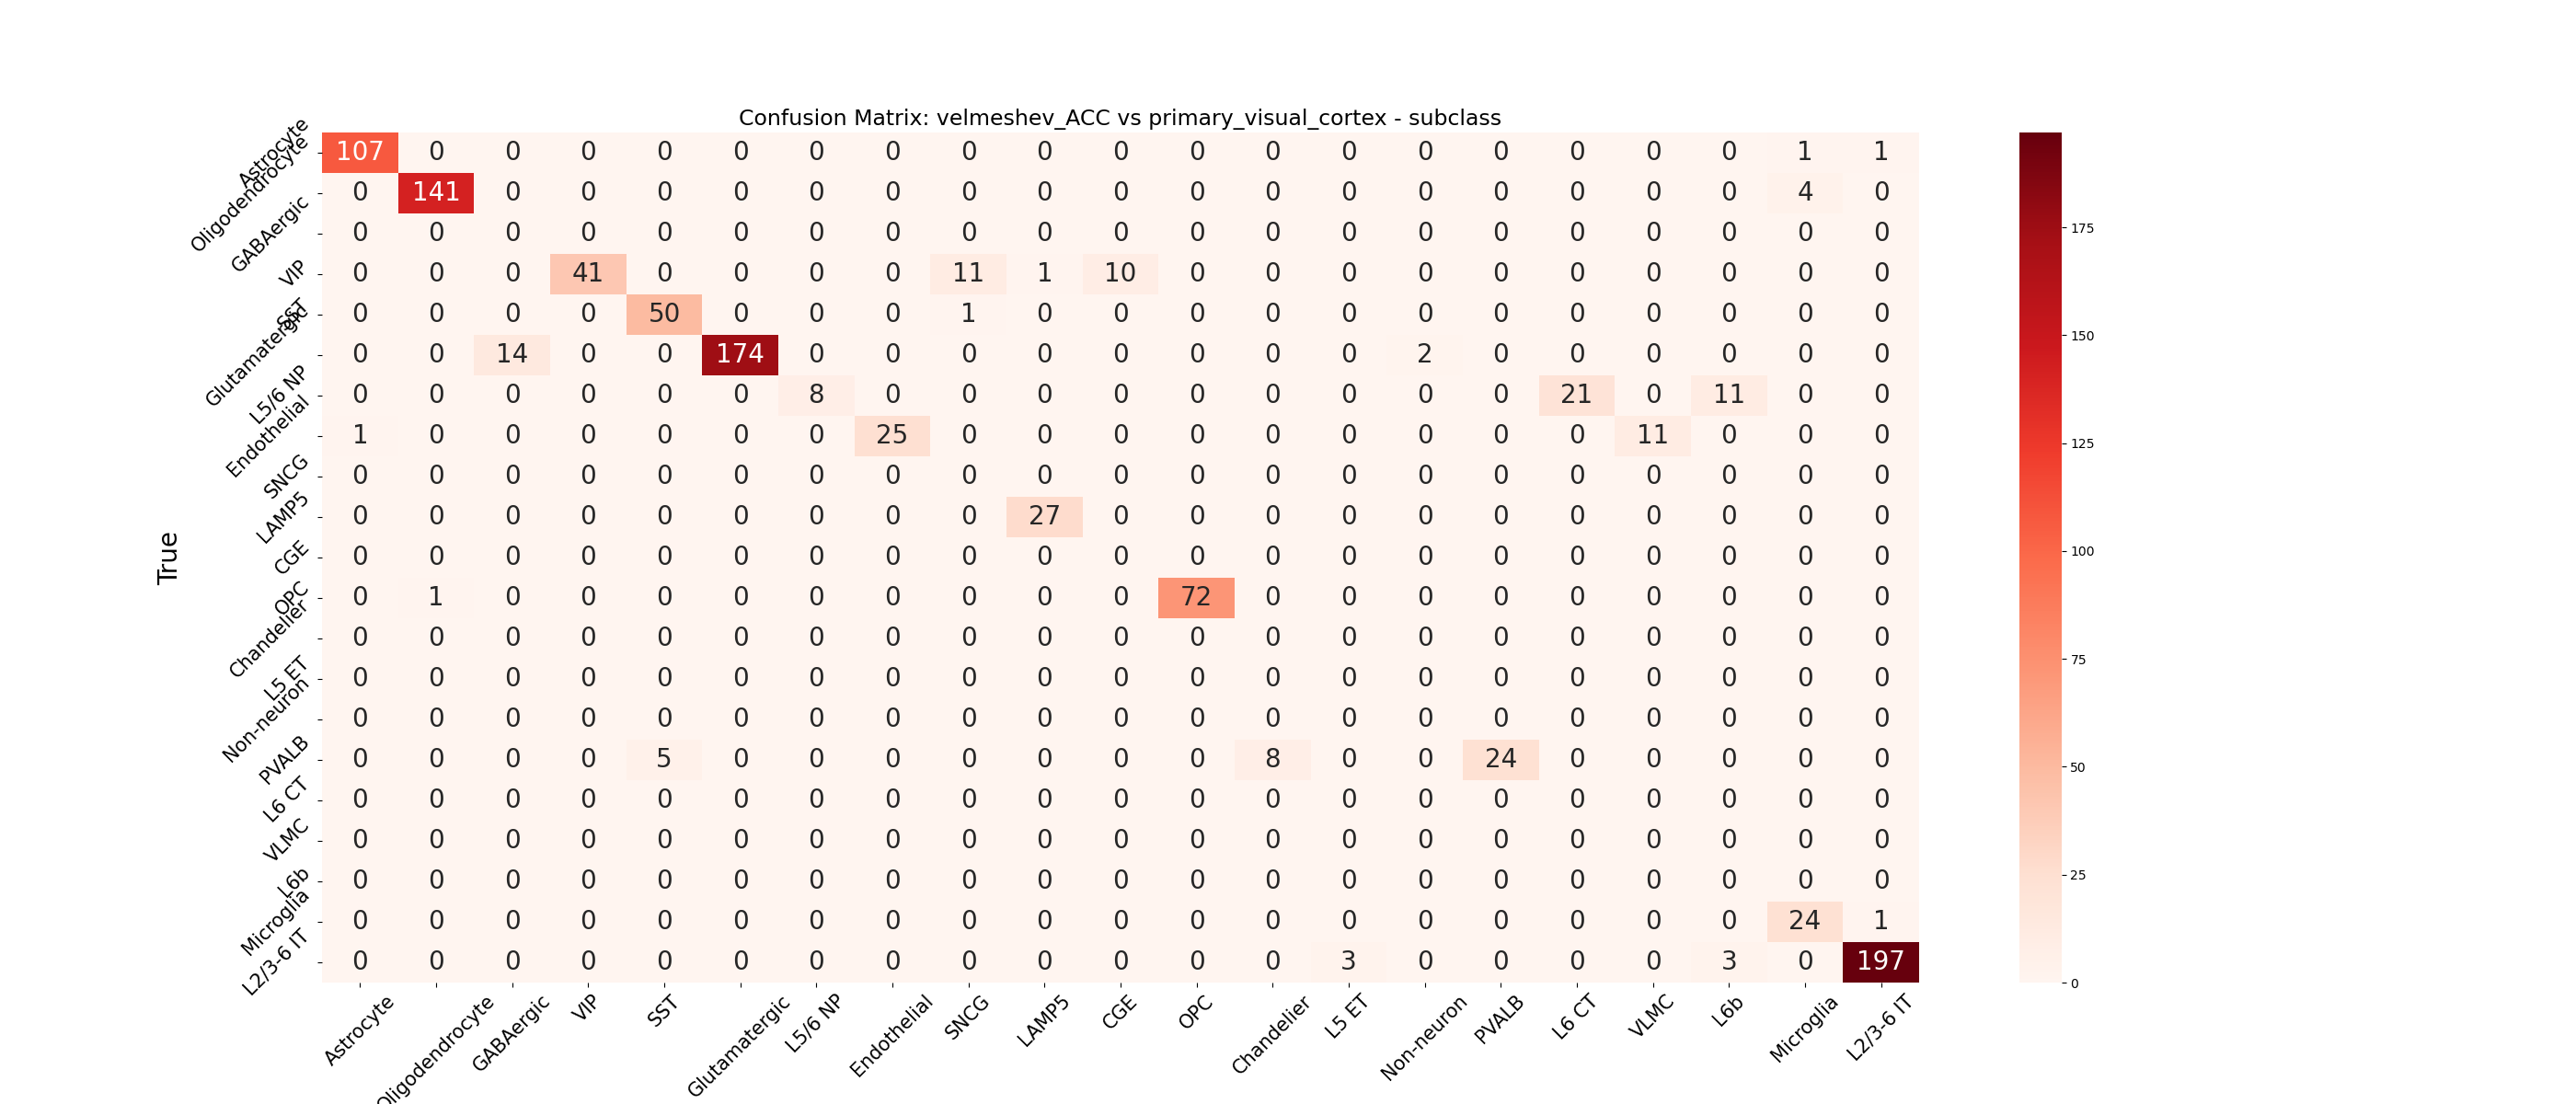 Confusion Matrix: velmeshev_ACC vs primary_visual_cortex - subclass
True
Astrocyte 107 0 0 0 0 0 0 0 0 0 0 0 0 0 0 0 0 0 0 1 1
Oligodendrocyte 0 141 0 0 0 0 0 0 0 0 0 0 0 0 0 0 0 0 0 4 0
GABAergic 0 0 0 0 0 0 0 0 0 0 0 0 0 0 0 0 0 0 0 0 0
VIP 0 0 0 41 0 0 0 0 11 1 10 0 0 0 0 0 0 0 0 0 0
SST 0 0 0 0 50 0 0 0 1 0 0 0 0 0 0 0 0 0 0 0 0
Glutamatergic 0 0 14 0 0 174 0 0 0 0 0 0 0 0 2 0 0 0 0 0 0
L5/6 NP 0 0 0 0 0 0 8 0 0 0 0 0 0 0 0 0 21 0 11 0 0
Endothelial 1 0 0 0 0 0 0 25 0 0 0 0 0 0 0 0 0 11 0 0 0
SNCG 0 0 0 0 0 0 0 0 0 0 0 0 0 0 0 0 0 0 0 0 0
LAMP5 0 0 0 0 0 0 0 0 0 27 0 0 0 0 0 0 0 0 0 0 0
CGE 0 0 0 0 0 0 0 0 0 0 0 0 0 0 0 0 0 0 0 0 0
OPC 0 1 0 0 0 0 0 0 0 0 0 72 0 0 0 0 0 0 0 0 0
Chandelier 0 0 0 0 0 0 0 0 0 0 0 0 0 0 0 0 0 0 0 0 0
L5 ET 0 0 0 0 0 0 0 0 0 0 0 0 0 0 0 0 0 0 0 0 0
Non-neuron 0 0 0 0 0 0 0 0 0 0 0 0 0 0 0 0 0 0 0 0 0
PVALB 0 0 0 0 5 0 0 0 0 0 0 0 8 0 0 24 0 0 0 0 0
L6 CT 0 0 0 0 0 0 0 0 0 0 0 0 0 0 0 0 0 0 0 0 0
VLMC 0 0 0 0 0 0 0 0 0 0 0 0 0 0 0 0 0 0 0 0 0
L6b 0 0 0 0 0 0 0 0 0 0 0 0 0 0 0 0 0 0 0 0 0
Microglia 0 0 0 0 0 0 0 0 0 0 0 0 0 0 0 0 0 0 0 24 1
L2/3-6 IT 0 0 0 0 0 0 0 0 0 0 0 0 0 3 0 0 0 0 3 0 197
Astrocyte Oligodendrocyte GABAergic VIP SST Glutamatergic L5/6 NP Endothelial SNCG LAMP5 CGE OPC Chandelier L5 ET Non-neuron PVALB L6 CT VLMC L6b Microglia L2/3-6 IT
175
150
125
100
75
50
25
0